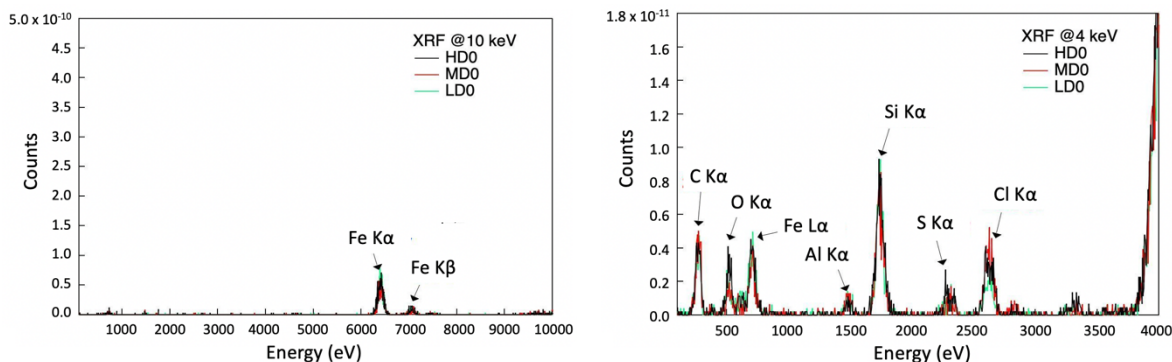 5.0 x 10⁻¹⁰
4.5
4.0
3.5
3.0
2.5
2.0
1.5
1.0
0.5
0.0
Counts
XRF @10 keV
HD0
MD0
LD0
Fe Kα
Fe Kβ
1000 2000 3000 4000 5000 6000 7000 8000 9000 10000
Energy (eV)
1.8 x 10⁻¹¹
1.6
1.4
1.2
1.0
0.8
0.6
0.4
0.2
0
Counts
XRF @4 keV
HD0
MD0
LD0
Si Kα
C Kα
O Kα
Fe Lα
Al Kα
S Kα
Cl Kα
500 1000 1500 2000 2500 3000 3500 4000
Energy (eV)